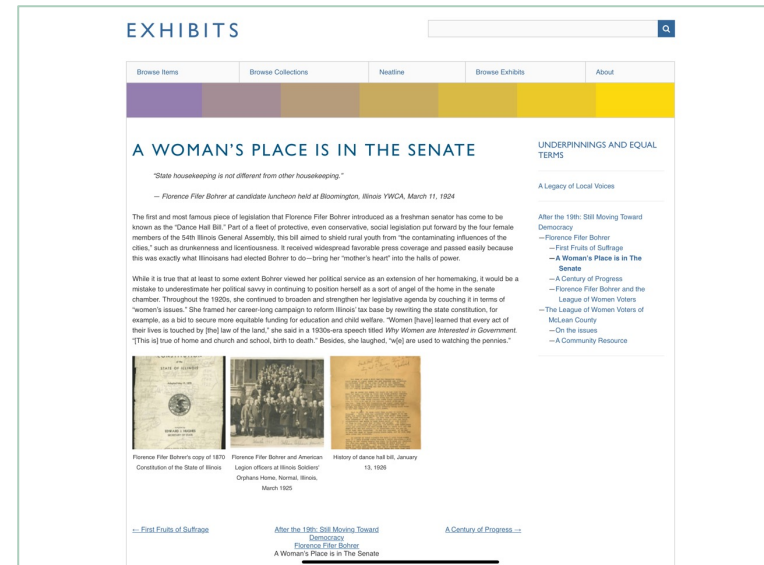 EXHIBITS
Browse Items
Browse Collections
Neatline
Browse Exhibits
About
A WOMAN'S PLACE IS IN THE SENATE
"State housekeeping is not different from other housekeeping."
— Florence Fifer Bohrer at candidate luncheon held at Bloomington, Illinois YWCA, March 11, 1924
The first and most famous piece of legislation that Florence Fifer Bohrer introduced as a freshman senator has come to be
known as the "Dance Hall Bill." Part of a fleet of protective, even conservative, social legislation put forward by the four female
members of the 54th Illinois General Assembly, this bill aimed to shield rural youth from "the contaminating influences of the
cities," such as drunkenness and licentiousness. It received widespread favorable press coverage and passed easily because
this was exactly what Illinoisans had elected Bohrer to do—bring her "mother's heart" into the halls of power.
While it is true that at least to some extent Bohrer viewed her political service as an extension of her homemaking, it would be a
mistake to underestimate her political savvy in continuing to position herself as a sort of angel of the home in the senate
chamber. Throughout the 1920s, she continued to broaden and strengthen her legislative agenda by couching it in terms of
"women's issues." She framed her career-long campaign to reform Illinois' tax base by rewriting the state constitution, for
example, as a bid to secure more equitable funding for education and child welfare. "Women [have] learned that every act of
their lives is touched by [the] law of the land," she said in a 1930s-era speech titled Why Women are Interested in Government.
"[This is] true of home and church and school, birth to death." Besides, she laughed, "w[e] are used to watching the pennies."
STATE OF ILLINOIS
Florence Fifer Bohrer's copy of 1870
Constitution of the State of Illinois
Florence Fifer Bohrer and American
Legion officers at Illinois Soldiers'
Orphans Home, Normal, Illinois,
March 1925
History of dance hall bill, January
13, 1926
← First Fruits of Suffrage
After the 19th: Still Moving Toward
Democracy
Florence Fifer Bohrer
A Woman's Place is in The Senate
A Century of Progress →
UNDERPINNINGS AND EQUAL
TERMS
A Legacy of Local Voices
After the 19th: Still Moving Toward
Democracy
—Florence Fifer Bohrer
—First Fruits of Suffrage
—A Woman's Place is in The
Senate
—A Century of Progress
—Florence Fifer Bohrer and the
League of Women Voters
—The League of Women Voters of
McLean County
—On the issues
—A Community Resource